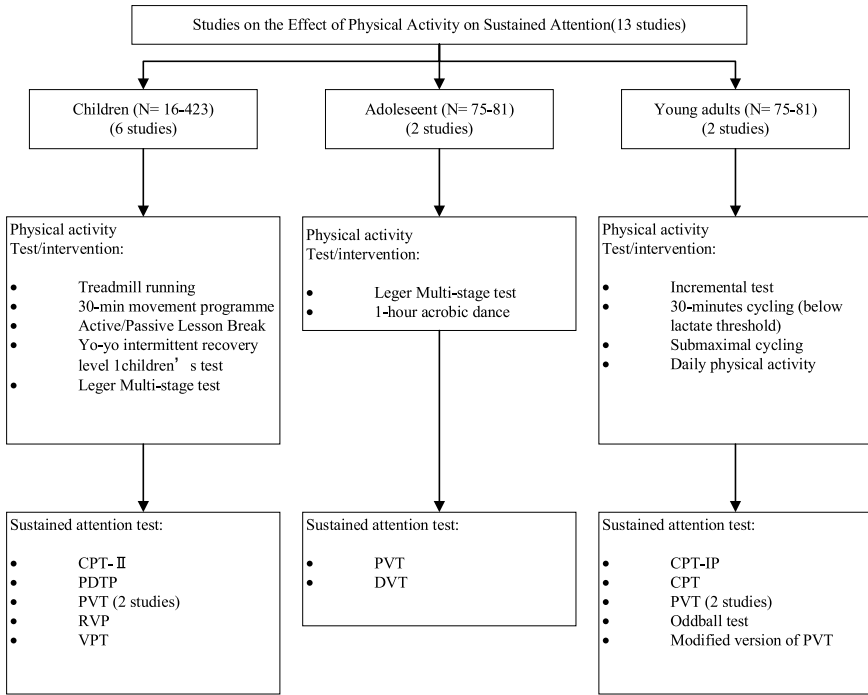 Studies on the Effect of Physical Activity on Sustained Attention(13 studies)
Children (N= 16-423)
(6 studies)
Adoleseent (N= 75-81)
(2 studies)
Young adults (N= 75-81)
(2 studies)
Physical activity
Test/intervention:
● Treadmill running
● 30-min movement programme
● Active/Passive Lesson Break
● Yo-yo intermittent recovery
level 1children’s test
● Leger Multi-stage test
Physical activity
Test/intervention:
● Leger Multi-stage test
● 1-hour acrobic dance
Physical activity
Test/intervention:
● Incremental test
● 30-minutes cycling (below
lactate threshold)
● Submaximal cycling
● Daily physical activity
Sustained attention test:
● CPT-Ⅱ
● PDTP
● PVT (2 studies)
● RVP
● VPT
Sustained attention test:
● PVT
● DVT
Sustained attention test:
● CPT-IP
● CPT
● PVT (2 studies)
● Oddball test
● Modified version of PVT